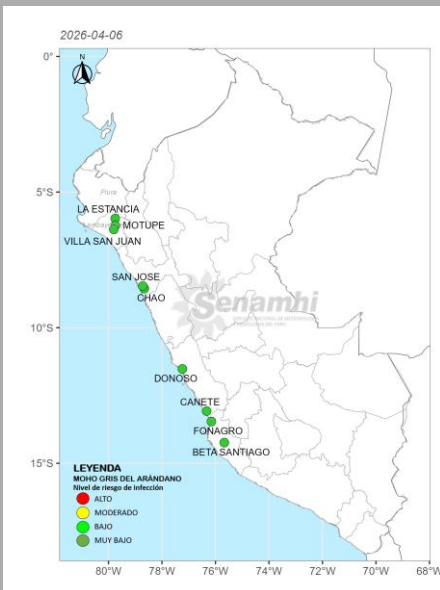 2026-04-06
N
0°
Piura
5°S
LA ESTANCIA
MOTUPE
VILLA SAN JUAN
SAN JOSE
CHAO
Senamhi
10°S
DONOSO
CANETE
FONAGRO
BETA SANTIAGO
15°S
LEYENDA
MOHO GRIS DEL ARÁNDANO
Nivel de riesgo de infección
ALTO
MODERADO
BAJO
MUY BAJO
80°W 78°W 76°W 74°W 72°W 70°W 68°W